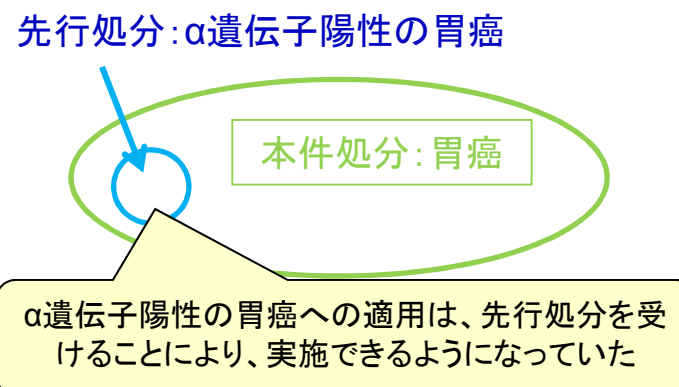 先行処分:α遺伝子陽性の胃癌
本件処分:胃癌
α遺伝子陽性の胃癌への適用は、先行処分を受
けることにより、実施できるようになっていた